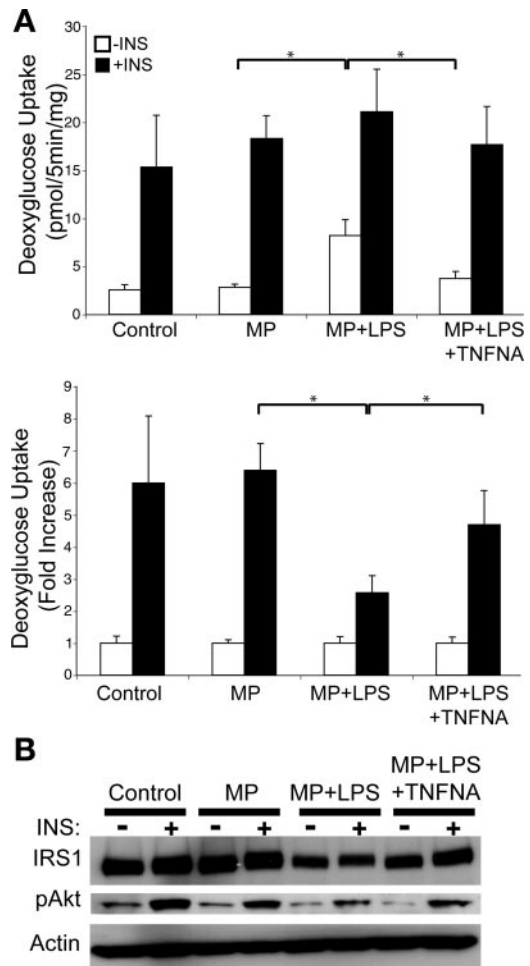 A
-INS
+INS
Deoxyglucose Uptake
(pmol/5min/mg)
30
25
20
15
10
5
0
* *
Control MP MP+LPS MP+LPS
+TNFNA
Deoxyglucose Uptake
(Fold Increase)
9
8
7
6
5
4
3
2
1
0
* *
Control MP MP+LPS MP+LPS
+TNFNA
B
Control MP MP+LPS MP+LPS
+TNFNA
INS: - + - + - + - +
IRS1
pAkt
Actin